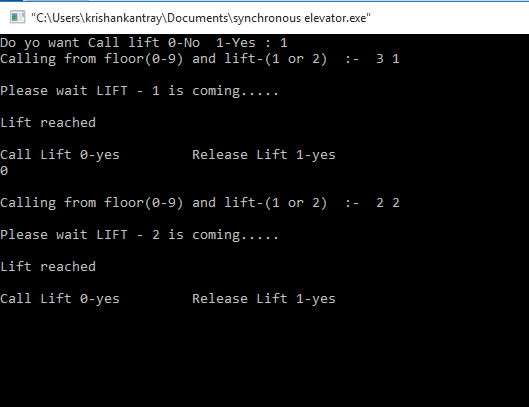 "C:\Users\krishankantray\Documents\synchronous elevator.exe"
Do yo want Call lift 0-No  1-Yes : 1
Calling from floor(0-9) and lift-(1 or 2)  :-  3 1
Please wait LIFT - 1 is coming.....
Lift reached
Call Lift 0-yes         Release Lift 1-yes
0
Calling from floor(0-9) and lift-(1 or 2)  :-  2 2
Please wait LIFT - 2 is coming.....
Lift reached
Call Lift 0-yes         Release Lift 1-yes